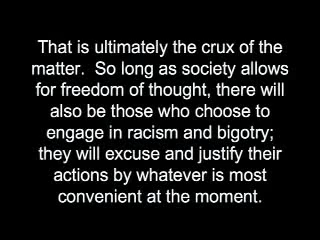 That is ultimately the crux of the
matter.  So long as society allows
for freedom of thought, there will
also be those who choose to
engage in racism and bigotry;
they will excuse and justify their
actions by whatever is most
convenient at the moment.